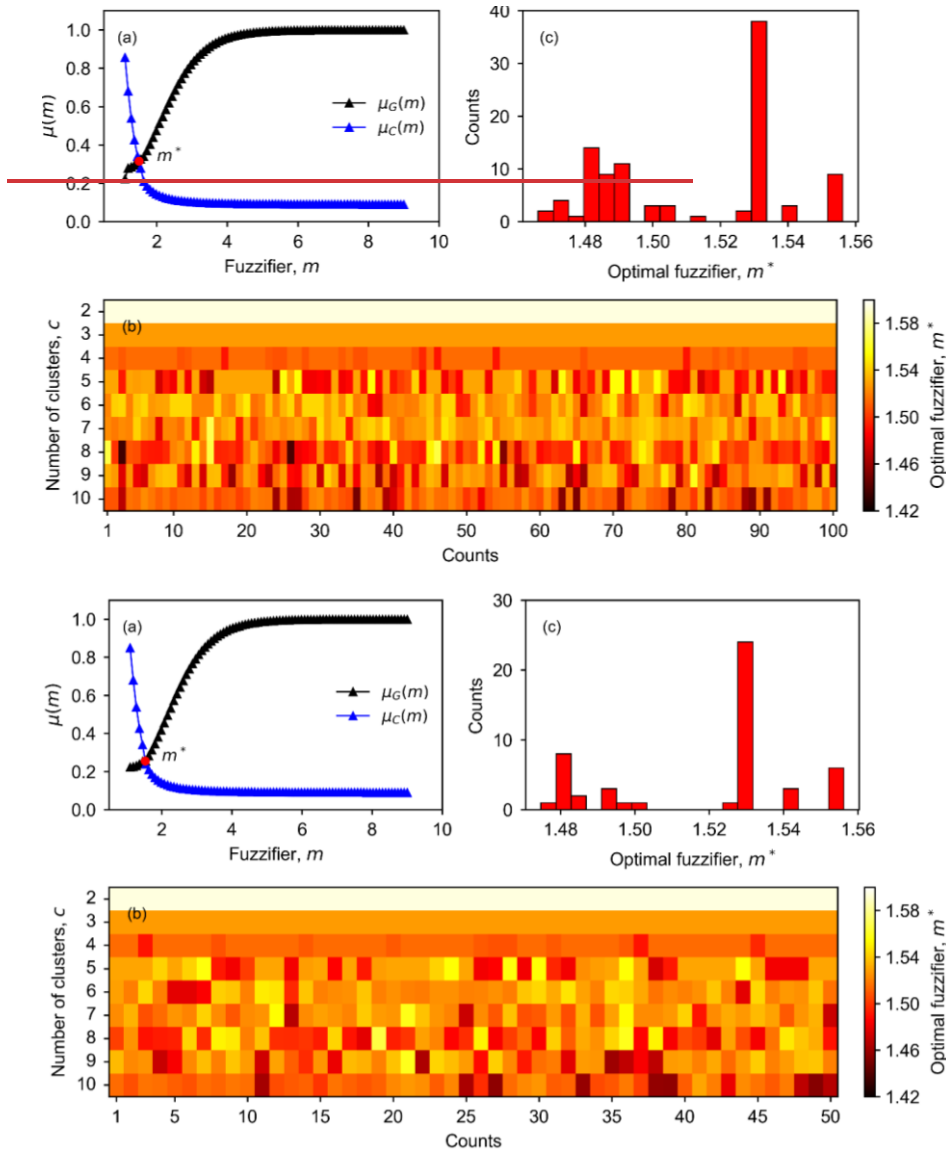 (a)
1.0
0.8
0.6
0.4
0.2
0.0
μ(m)
μ_G(m)
μ_C(m)
m*
2 4 6 8 10
Fuzzifier, m
(c)
40
30
20
10
0
Counts
1.48 1.50 1.52 1.54 1.56
Optimal fuzzifier, m*
(b)
2
3
4
5
6
7
8
9
10
Number of clusters, c
1 10 20 30 40 50 60 70 80 90 100
Counts
1.58
1.54
1.50
1.46
1.42
Optimal fuzzifier, m*
(a)
1.0
0.8
0.6
0.4
0.2
0.0
μ(m)
μ_G(m)
μ_C(m)
m*
2 4 6 8 10
Fuzzifier, m
(c)
30
20
10
0
Counts
1.48 1.50 1.52 1.54 1.56
Optimal fuzzifier, m*
(b)
2
3
4
5
6
7
8
9
10
Number of clusters, c
1 5 10 15 20 25 30 35 40 45 50
Counts
1.58
1.54
1.50
1.46
1.42
Optimal fuzzifier, m*